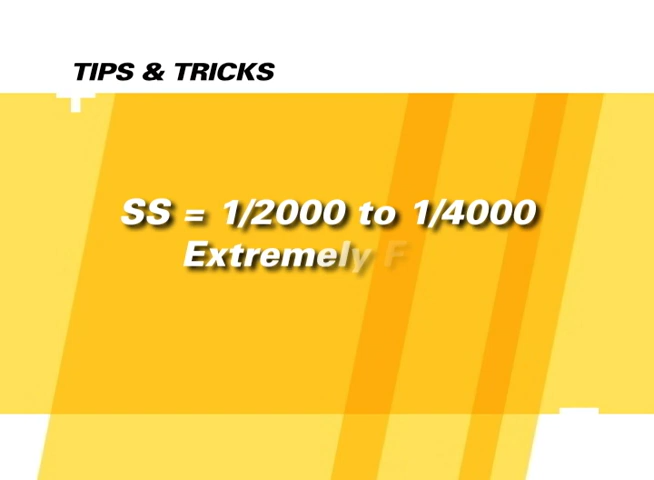 TIPS & TRICKS
SS = 1/2000 to 1/4000
Extremely F